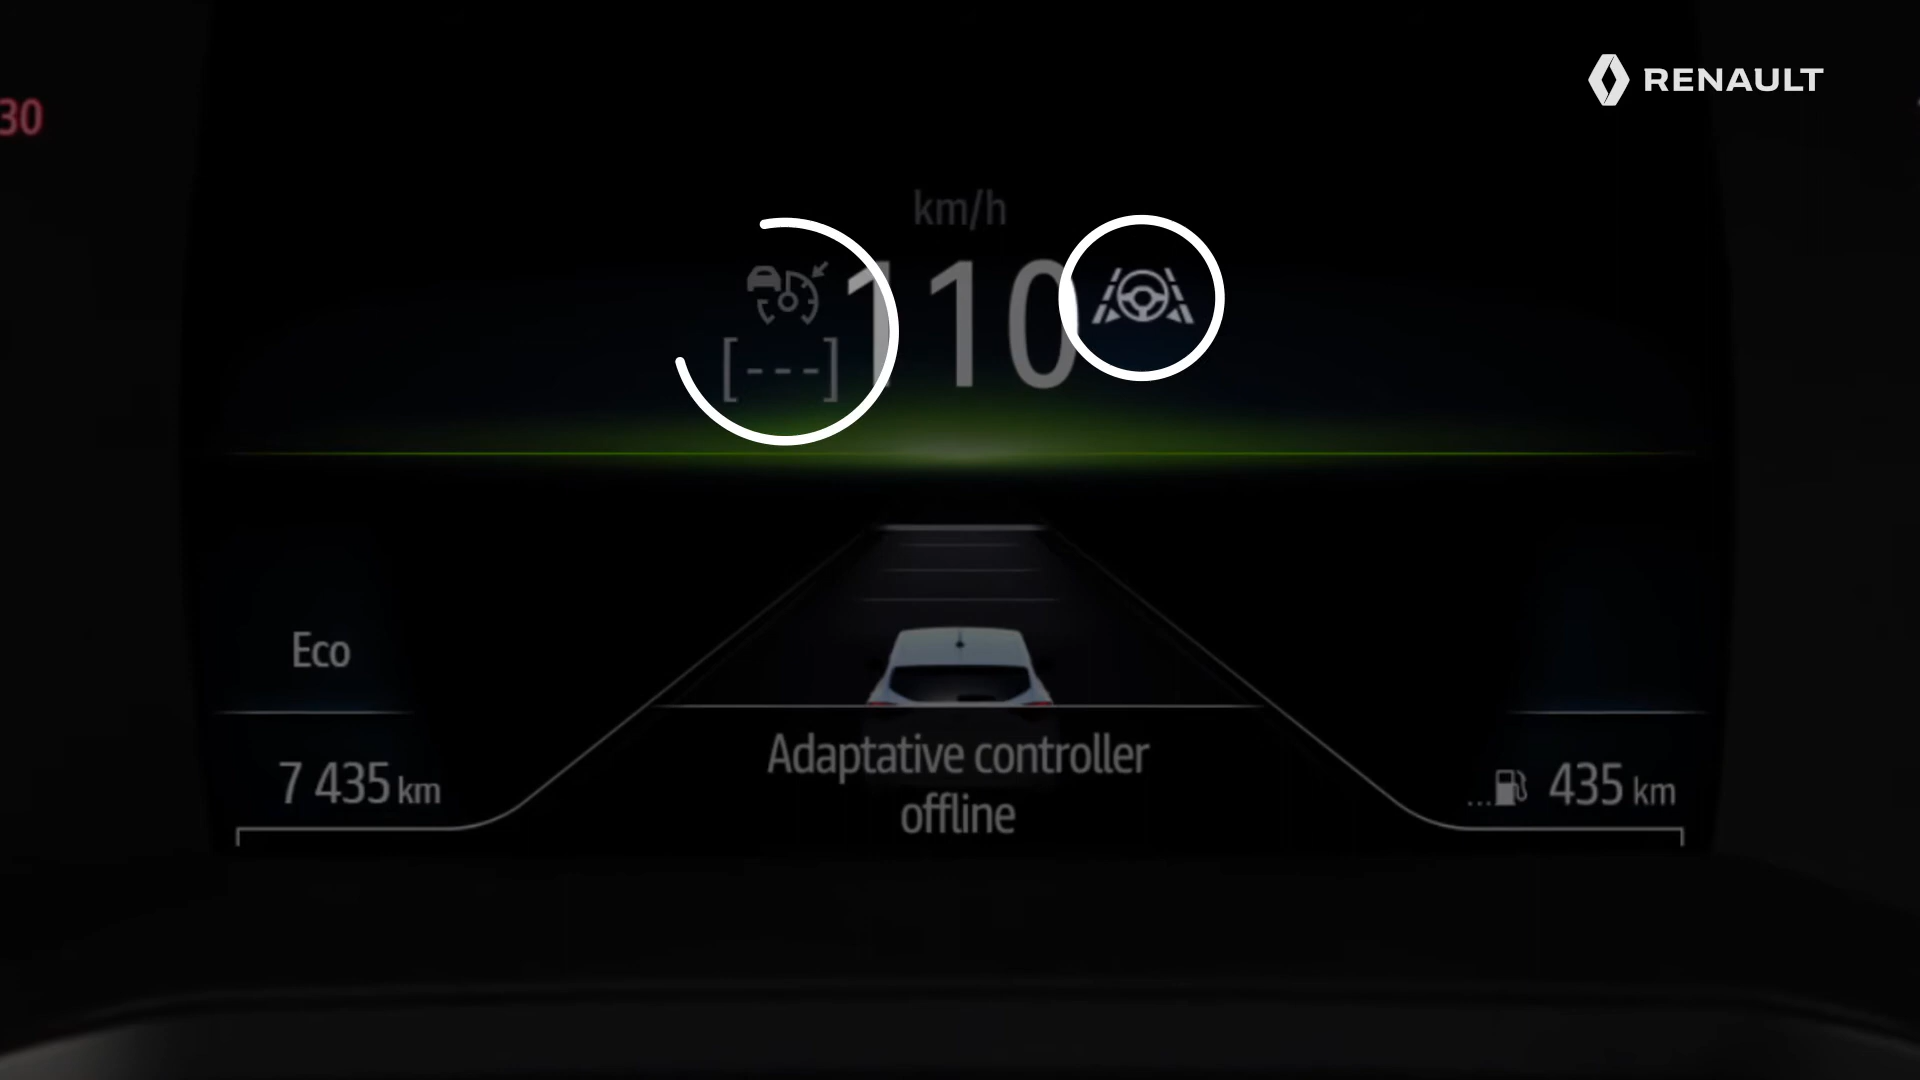 RENAULT
30
km/h
[---] 110
Eco
7 435 km
Adaptative controller
offline
... 435 km